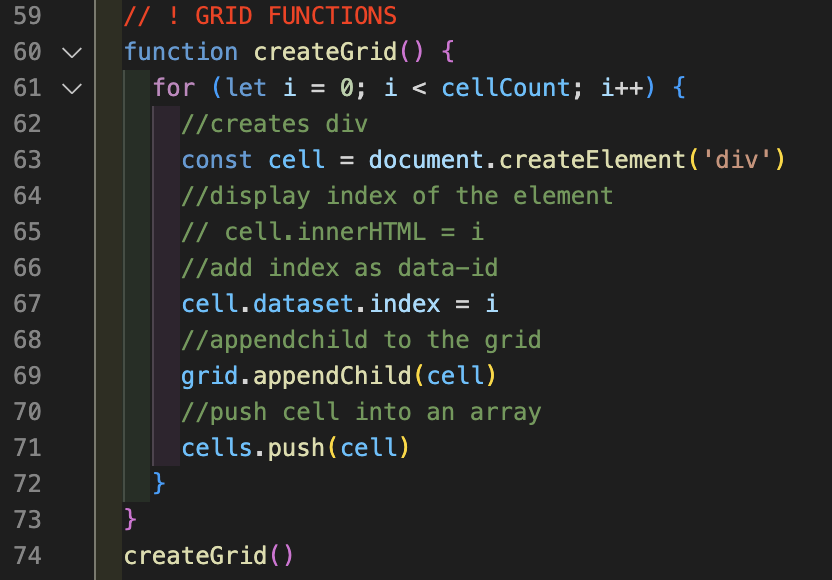 59 // ! GRID FUNCTIONS
60 function createGrid() {
61 for (let i = 0; i < cellCount; i++) {
62 //creates div
63 const cell = document.createElement('div')
64 //display index of the element
65 // cell.innerHTML = i
66 //add index as data-id
67 cell.dataset.index = i
68 //appendchild to the grid
69 grid.appendChild(cell)
70 //push cell into an array
71 cells.push(cell)
72 }
73 }
74 createGrid()